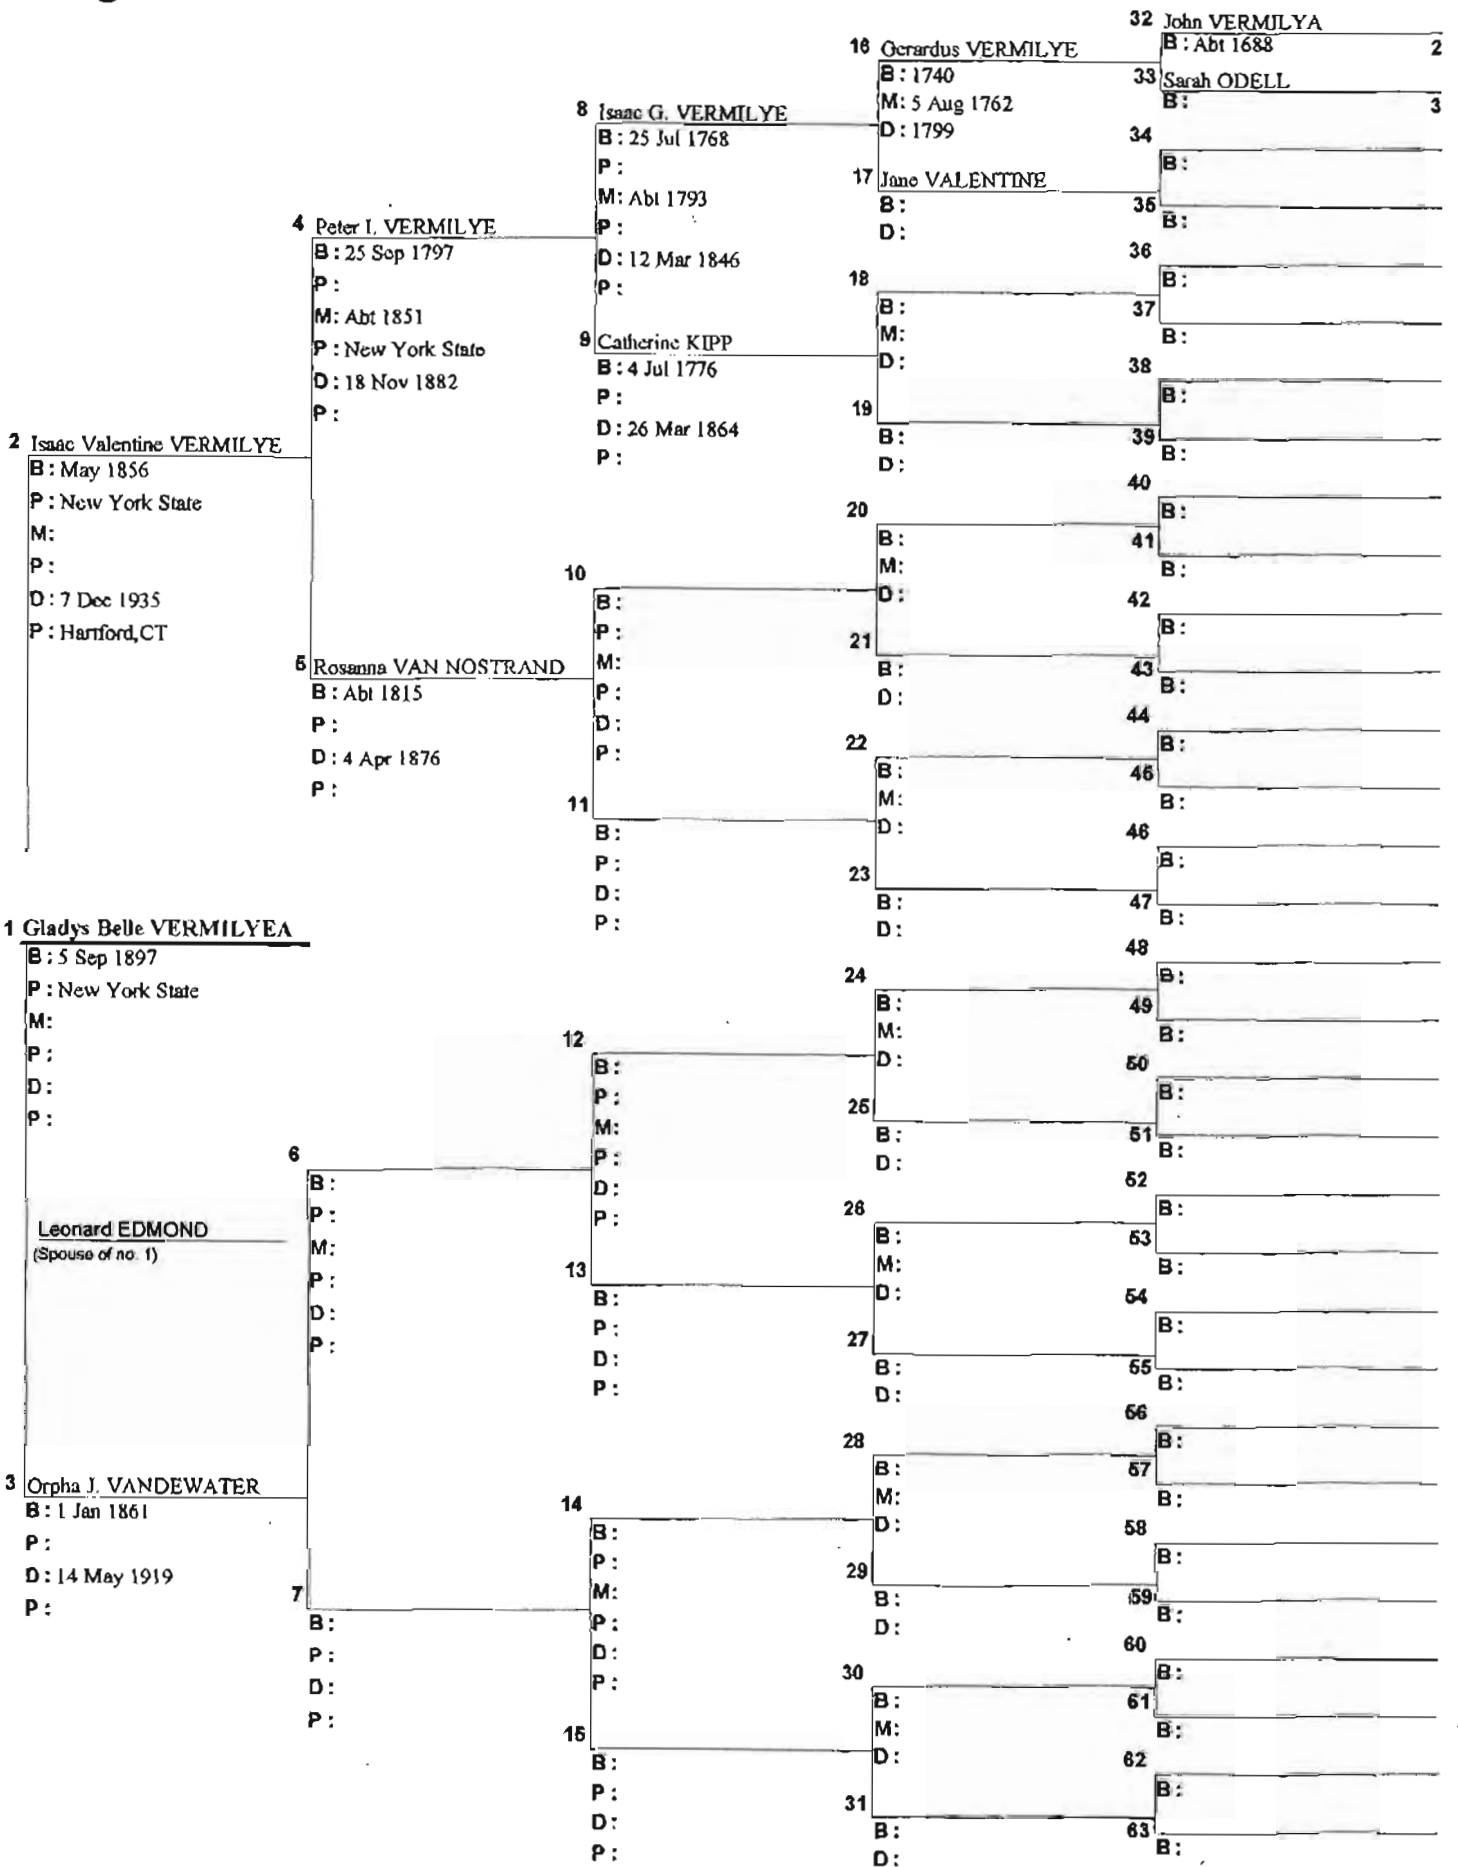 2 Isaac Valentine VERMILYE
B: May 1856
P: New York State
M:
P:
D: 7 Dec 1935
P: Hartford,CT
1 Gladys Belle VERMILYEA
B: 5 Sep 1897
P: New York State
M:
P:
D:
P:
Leonard EDMOND
(Spouse of no. 1)
3 Orpha J. VANDEWATER
B: 1 Jan 1861
P:
D: 14 May 1919
P:
4 Peter I. VERMILYE
B: 25 Sep 1797
P:
M: Abt 1851
P: New York State
D: 18 Nov 1882
P:
5 Rosanna VAN NOSTRAND
B: Abt 1815
P:
D: 4 Apr 1876
P:
6
B:
P:
M:
P:
D:
P:
7
B:
P:
D:
P:
8 Isaac G. VERMILYE
B: 25 Jul 1768
P:
M: Abt 1793
P:
D: 12 Mar 1846
P:
9 Catherine KIPP
B: 4 Jul 1776
P:
D: 26 Mar 1864
P:
10
B:
P:
M:
P:
D:
P:
11
B:
P:
D:
P:
12
B:
P:
M:
P:
D:
P:
13
B:
P:
D:
P:
14
B:
P:
M:
P:
D:
P:
15
B:
P:
D:
P:
16 Gerardus VERMILYE
B: 1740
M: 5 Aug 1762
D: 1799
17 Jane VALENTINE
B:
D:
18
B:
M:
D:
19
B:
D:
20
B:
M:
D:
21
B:
D:
22
B:
M:
D:
23
B:
D:
24
B:
M:
D:
25
B:
D:
26
B:
M:
D:
27
B:
D:
28
B:
M:
D:
29
B:
D:
30
B:
M:
D:
31
B:
D:
32 John VERMILYA
B: Abt 1688 2
33 Sarah ODELL
B: 3
34
B:
35
B:
36
B:
37
B:
38
B:
39
B:
40
B:
41
B:
42
B:
43
B:
44
B:
45
B:
46
B:
47
B:
48
B:
49
B:
50
B:
51
B:
52
B:
53
B:
54
B:
55
B:
56
B:
57
B:
58
B:
59
B:
60
B:
61
B:
62
B:
63
B: